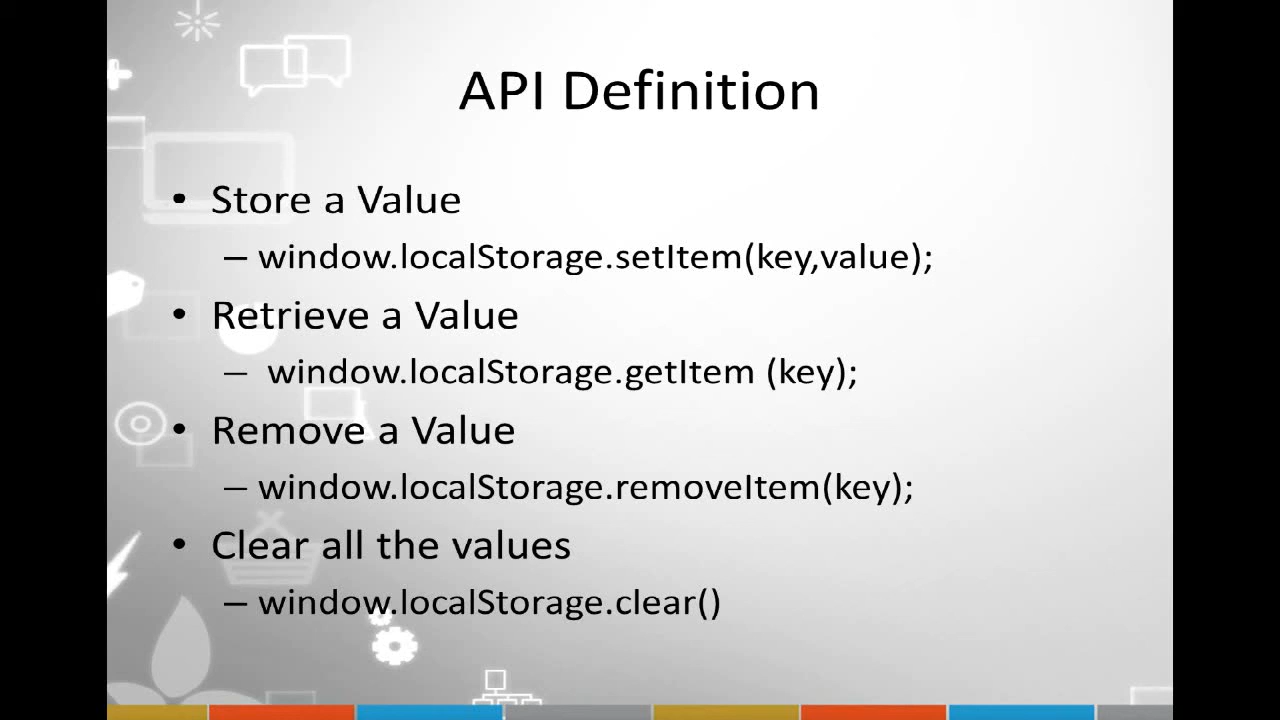 API Definition
• Store a Value
– window.localStorage.setItem(key,value);
• Retrieve a Value
– window.localStorage.getItem (key);
• Remove a Value
– window.localStorage.removeItem(key);
• Clear all the values
– window.localStorage.clear()